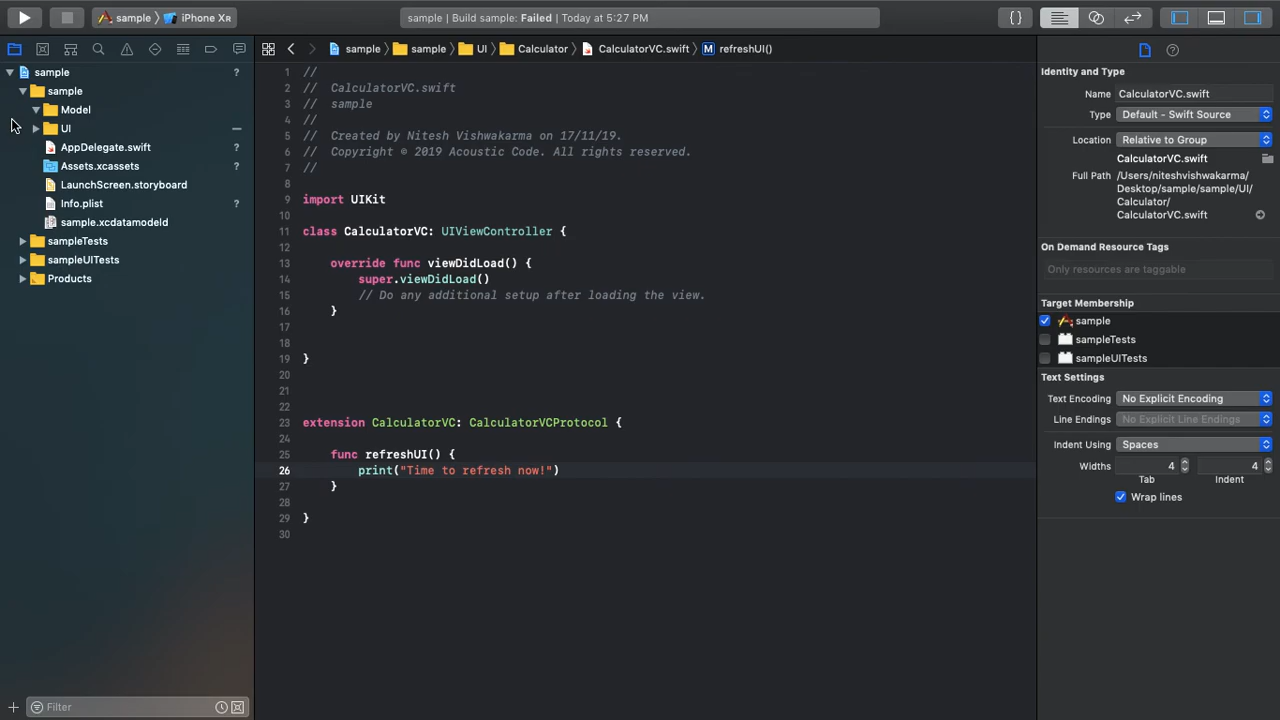 sample
iPhone XR
sample | Build sample: Failed | Today at 5:27 PM
{}
sample
sample
UI
Calculator
CalculatorVC.swift
M
refreshUI()
sample ?
sample
Model
UI
AppDelegate.swift ?
Assets.xcassets ?
LaunchScreen.storyboard
Info.plist ?
sample.xcdatamodeld
sampleTests
sampleUITests
Products
Filter
1 //
2 //  CalculatorVC.swift
3 //  sample
4 //
5 //  Created by Nitesh Vishwakarma on 17/11/19.
6 //  Copyright © 2019 Acoustic Code. All rights reserved.
7 //
8
9 import UIKit
10
11 class CalculatorVC: UIViewController {
12
13     override func viewDidLoad() {
14         super.viewDidLoad()
15         // Do any additional setup after loading the view.
16     }
17
18
19 }
20
21
22
23 extension CalculatorVC: CalculatorVCProtocol {
24
25     func refreshUI() {
26         print("Time to refresh now!")
27     }
28
29 }
30
Identity and Type
Name CalculatorVC.swift
Type Default - Swift Source
Location Relative to Group
CalculatorVC.swift
Full Path /Users/niteshvishwakarma/
Desktop/sample/sample/UI/
Calculator/
CalculatorVC.swift
On Demand Resource Tags
Only resources are taggable
Target Membership
sample
sampleTests
sampleUITests
Text Settings
Text Encoding No Explicit Encoding
Line Endings No Explicit Line Endings
Indent Using Spaces
Widths 4 4
Tab Indent
Wrap lines